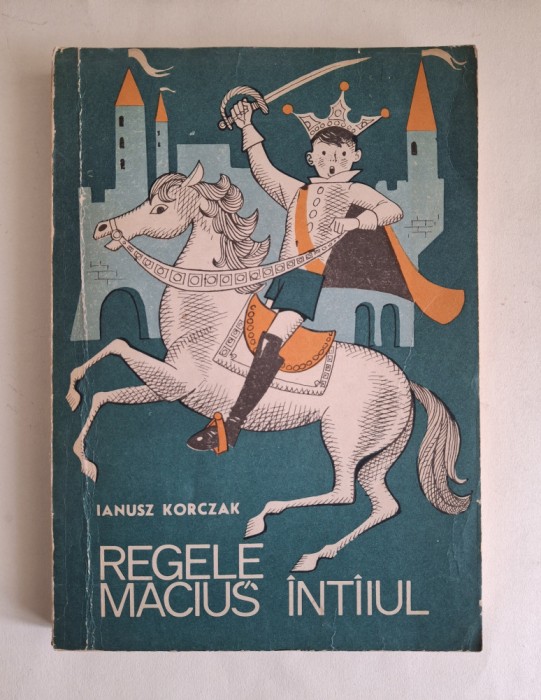 IANUSZ KORCZAK
REGELE
MACIUŚ ÎNTÎIUL